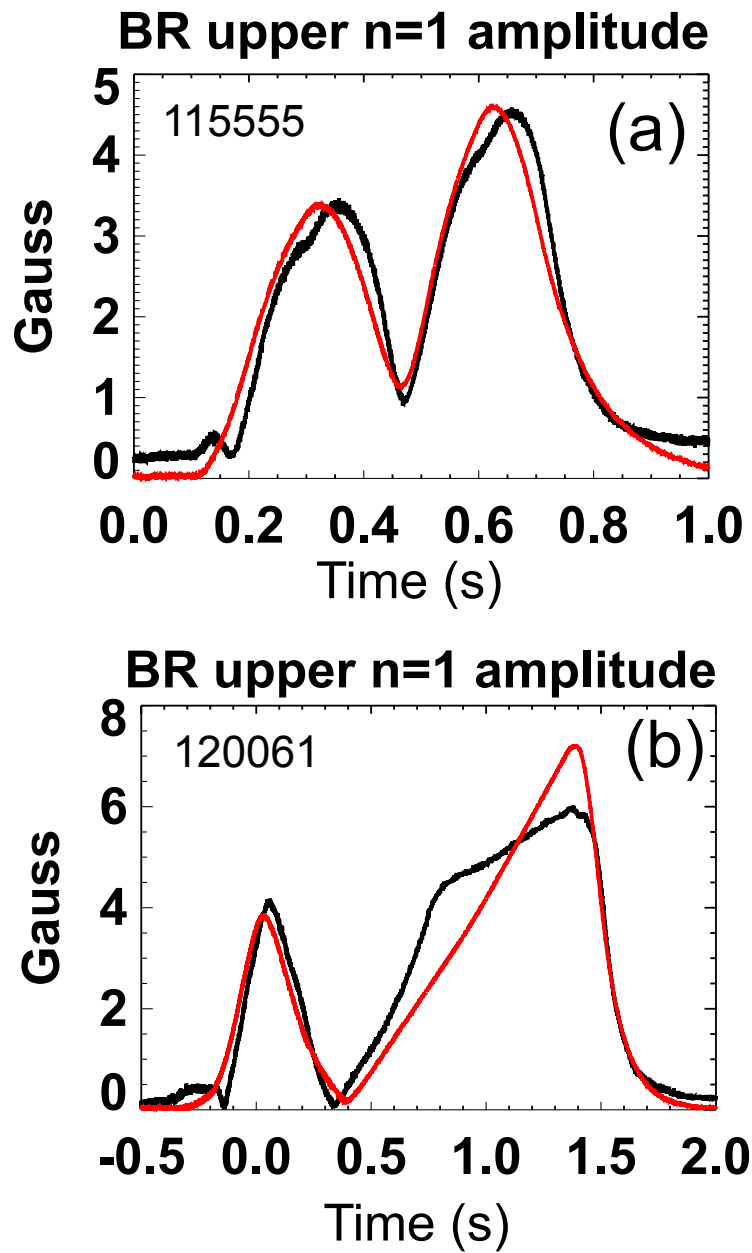 BR upper n=1 amplitude
115555
(a)
5
4
3
2
1
0
Gauss
0.0 0.2 0.4 0.6 0.8 1.0
Time (s)
BR upper n=1 amplitude
120061
(b)
8
6
4
2
0
Gauss
-0.5 0.0 0.5 1.0 1.5 2.0
Time (s)